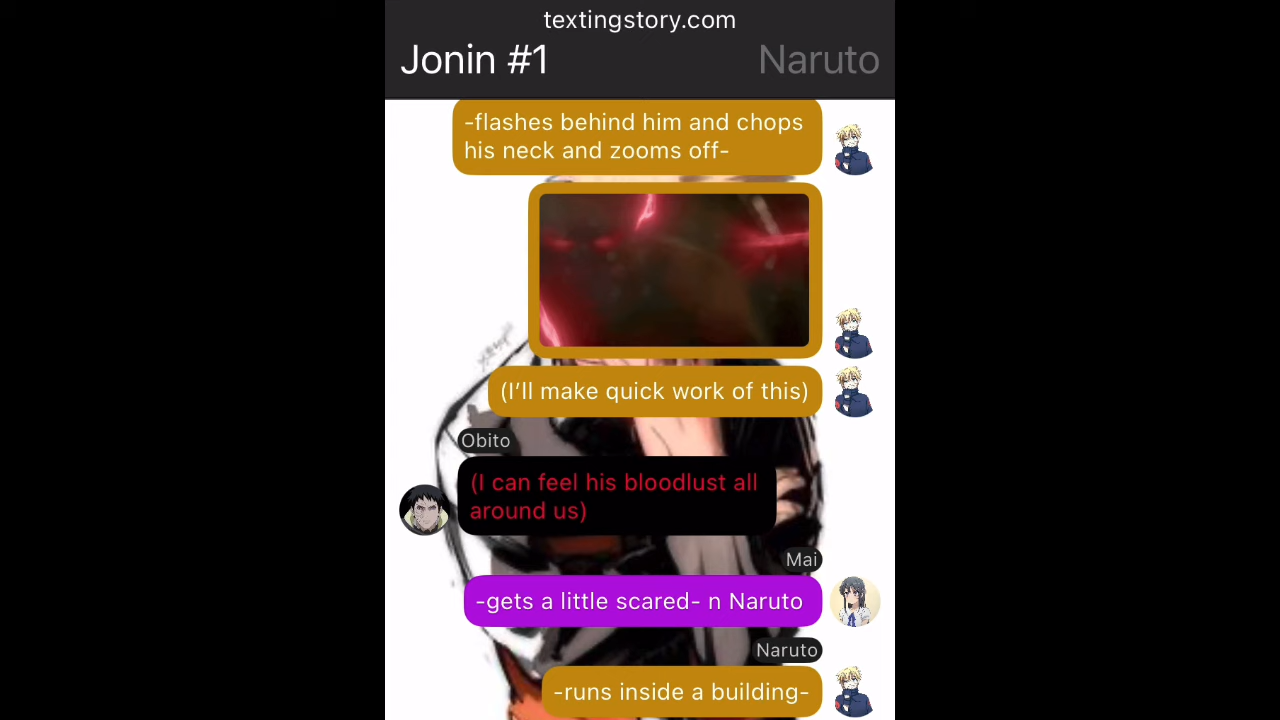 textingstory.com
Jonin #1
Naruto
-flashes behind him and chops
his neck and zooms off-
(I’ll make quick work of this)
Obito
(I can feel his bloodlust all
around us)
Mai
-gets a little scared- n Naruto
Naruto
-runs inside a building-